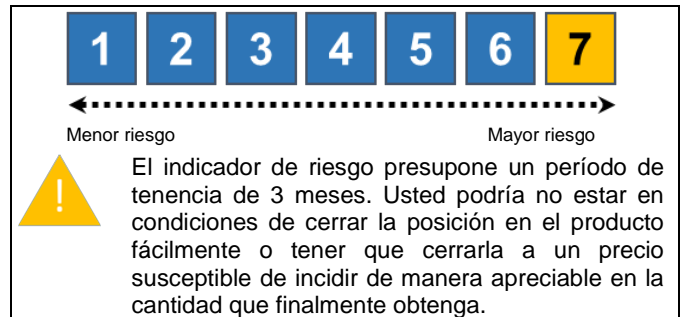 1 2 3 4 5 6 7
Menor riesgo Mayor riesgo
!
El indicador de riesgo presupone un período de
tenencia de 3 meses. Usted podría no estar en
condiciones de cerrar la posición en el producto
fácilmente o tener que cerrarla a un precio
susceptible de incidir de manera apreciable en la
cantidad que finalmente obtenga.